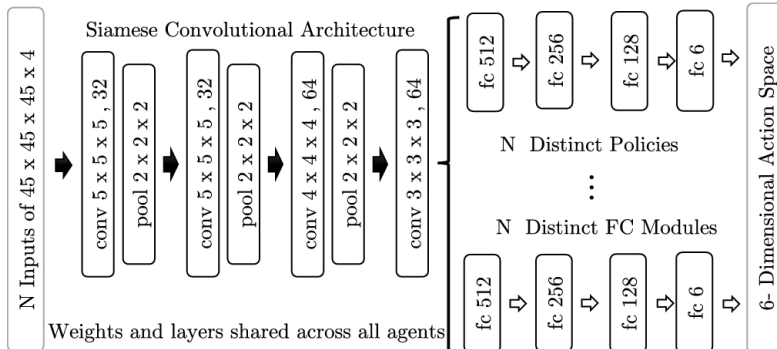 N Inputs of 45 x 45 x 45 x 4
Siamese Convolutional Architecture
conv 5 x 5 x 5 , 32
pool 2 x 2 x 2
conv 5 x 5 x 5 , 32
pool 2 x 2 x 2
conv 4 x 4 x 4 , 64
pool 2 x 2 x 2
conv 3 x 3 x 3 , 64
Weights and layers shared across all agents
fc 512
fc 256
fc 128
fc 6
N Distinct Policies
N Distinct FC Modules
fc 512
fc 256
fc 128
fc 6
6- Dimensional Action Space